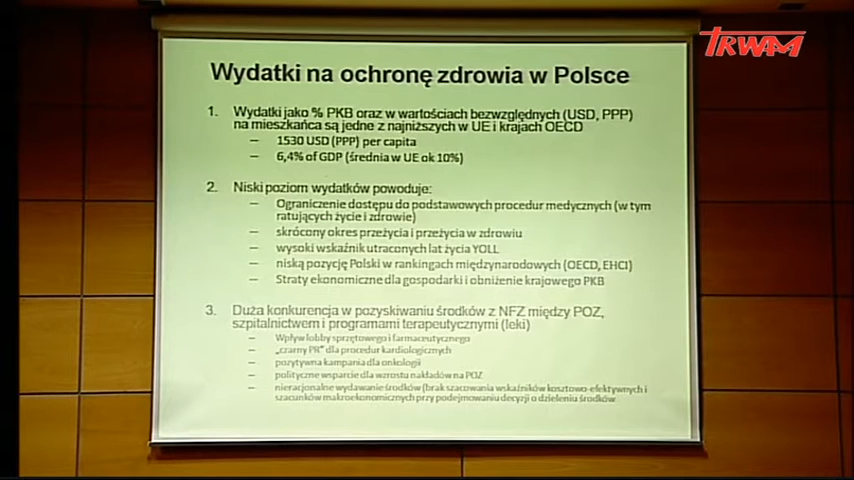 TRWAM
Wydatki na ochronę zdrowia w Polsce
1. Wydatki jako % PKB oraz w wartościach bezwzględnych (USD, PPP)
na mieszkańca są jedne z najniższych w UE i krajach OECD
– 1530 USD (PPP) per capita
– 6,4% of GDP (średnia w UE ok 10%)
2. Niski poziom wydatków powoduje:
– Ograniczenie dostępu do podstawowych procedur medycznych (w tym
ratujących życie i zdrowie)
– skrócony okres przeżycia i przeżycia w zdrowiu
– wysoki wskaźnik utraconych lat życia YOLL
– niską pozycję Polski w rankingach międzynarodowych (OECD, EHCI)
– Straty ekonomiczne dla gospodarki i obniżenie krajowego PKB
3. Duża konkurencja w pozyskiwaniu środków z NFZ między POZ,
szpitalnictwem i programami terapeutycznymi (leki)
– Wpływ lobby sprzętowego i farmaceutycznego
– „czarny PR" dla procedur kardiologicznych
– pozytywna kampania dla onkologii
– polityczne wsparcie dla wzrostu nakładów na POZ
– nieracjonalne wydawanie środków (brak szacowania wskaźników kosztowo-efektywnych i
szacunków makroekonomicznych przy podejmowaniu decyzji o dzieleniu środków